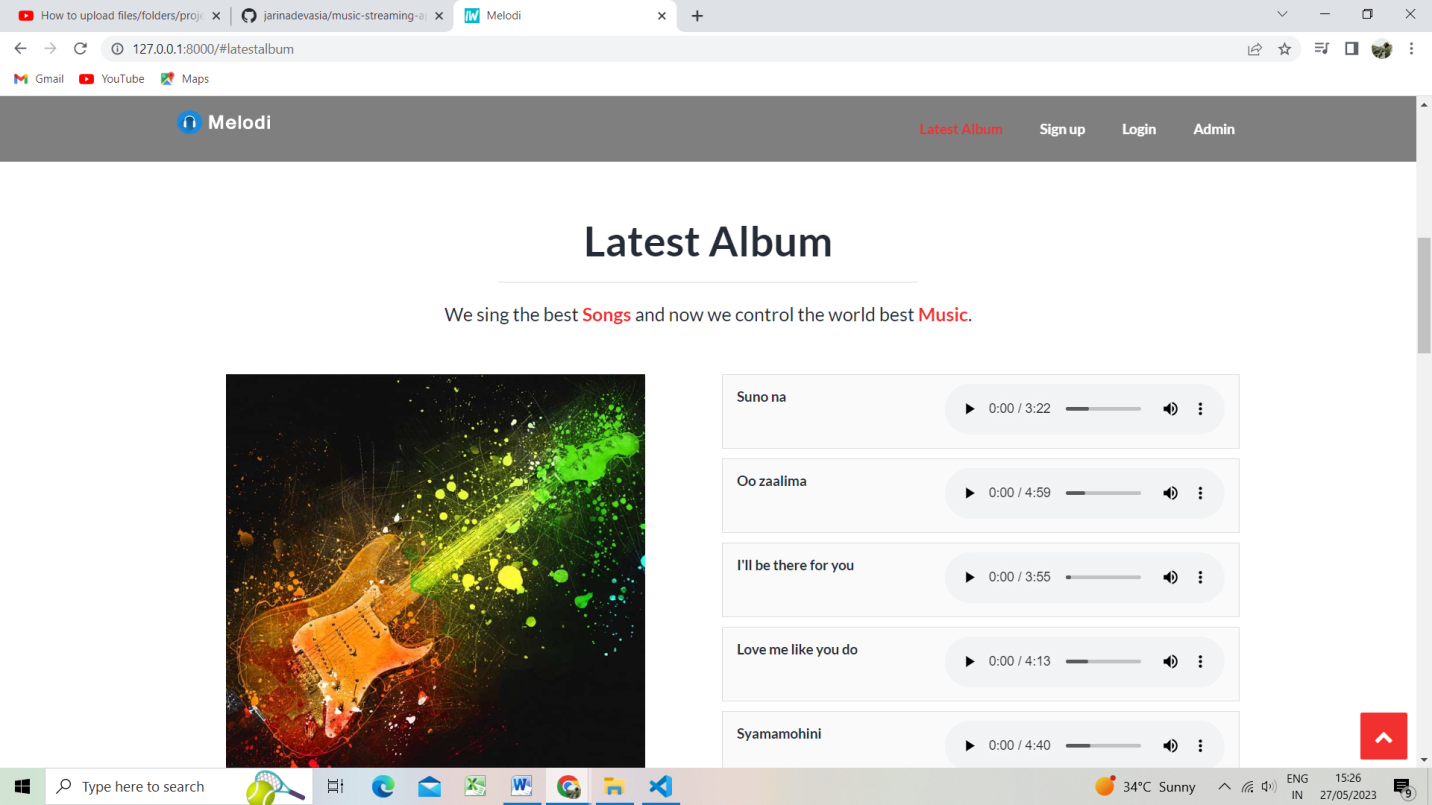 How to upload files/folders/proje
jarinadevasia/music-streaming-ap
Melodi
127.0.0.1:8000/#latestalbum
Gmail
YouTube
Maps
Melodi
Latest Album
Sign up
Login
Admin
Latest Album
We sing the best Songs and now we control the world best Music.
Suno na
0:00 / 3:22
Oo zaalima
0:00 / 4:59
I'll be there for you
0:00 / 3:55
Love me like you do
0:00 / 4:13
Syamamohini
0:00 / 4:40
Type here to search
34°C Sunny
ENG
IN
15:26
27/05/2023
9